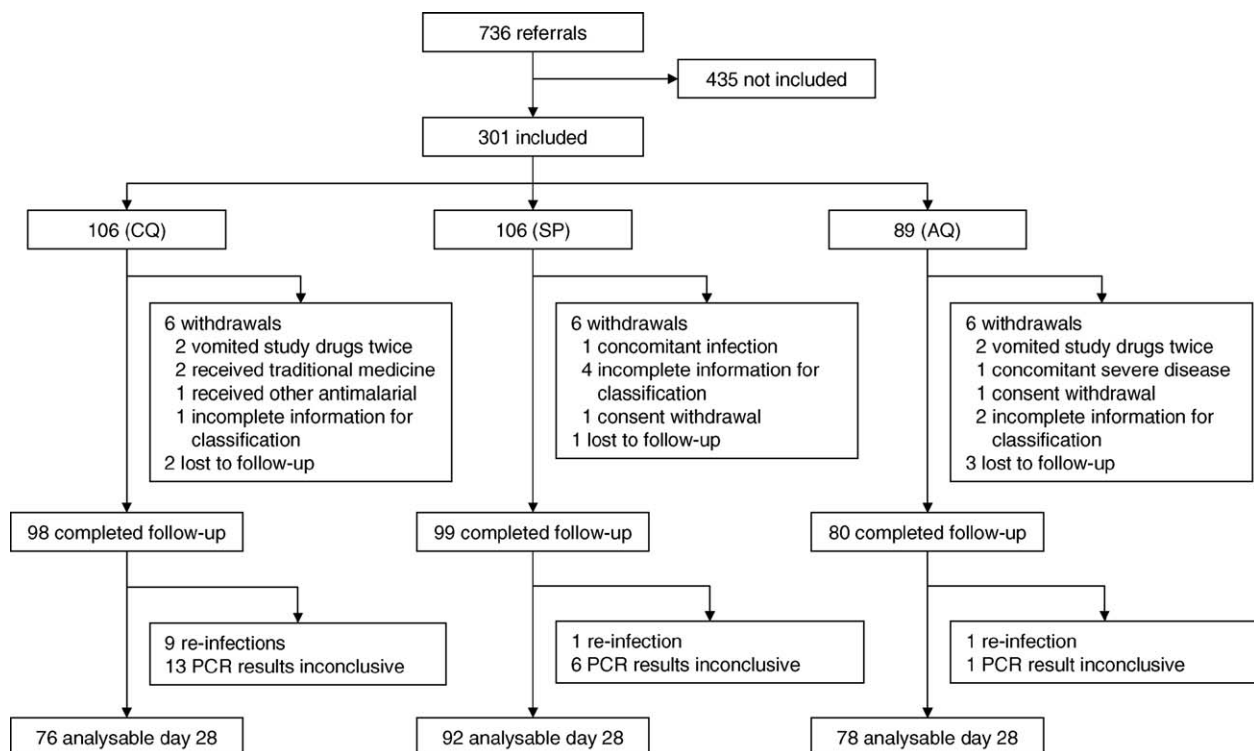 736 referrals
435 not included
301 included
106 (CQ)
106 (SP)
89 (AQ)
6 withdrawals
2 vomited study drugs twice
2 received traditional medicine
1 received other antimalarial
1 incomplete information for
classification
2 lost to follow-up
6 withdrawals
1 concomitant infection
4 incomplete information for
classification
1 consent withdrawal
1 lost to follow-up
6 withdrawals
2 vomited study drugs twice
1 concomitant severe disease
1 consent withdrawal
2 incomplete information for
classification
3 lost to follow-up
98 completed follow-up
99 completed follow-up
80 completed follow-up
9 re-infections
13 PCR results inconclusive
1 re-infection
6 PCR results inconclusive
1 re-infection
1 PCR result inconclusive
76 analysable day 28
92 analysable day 28
78 analysable day 28